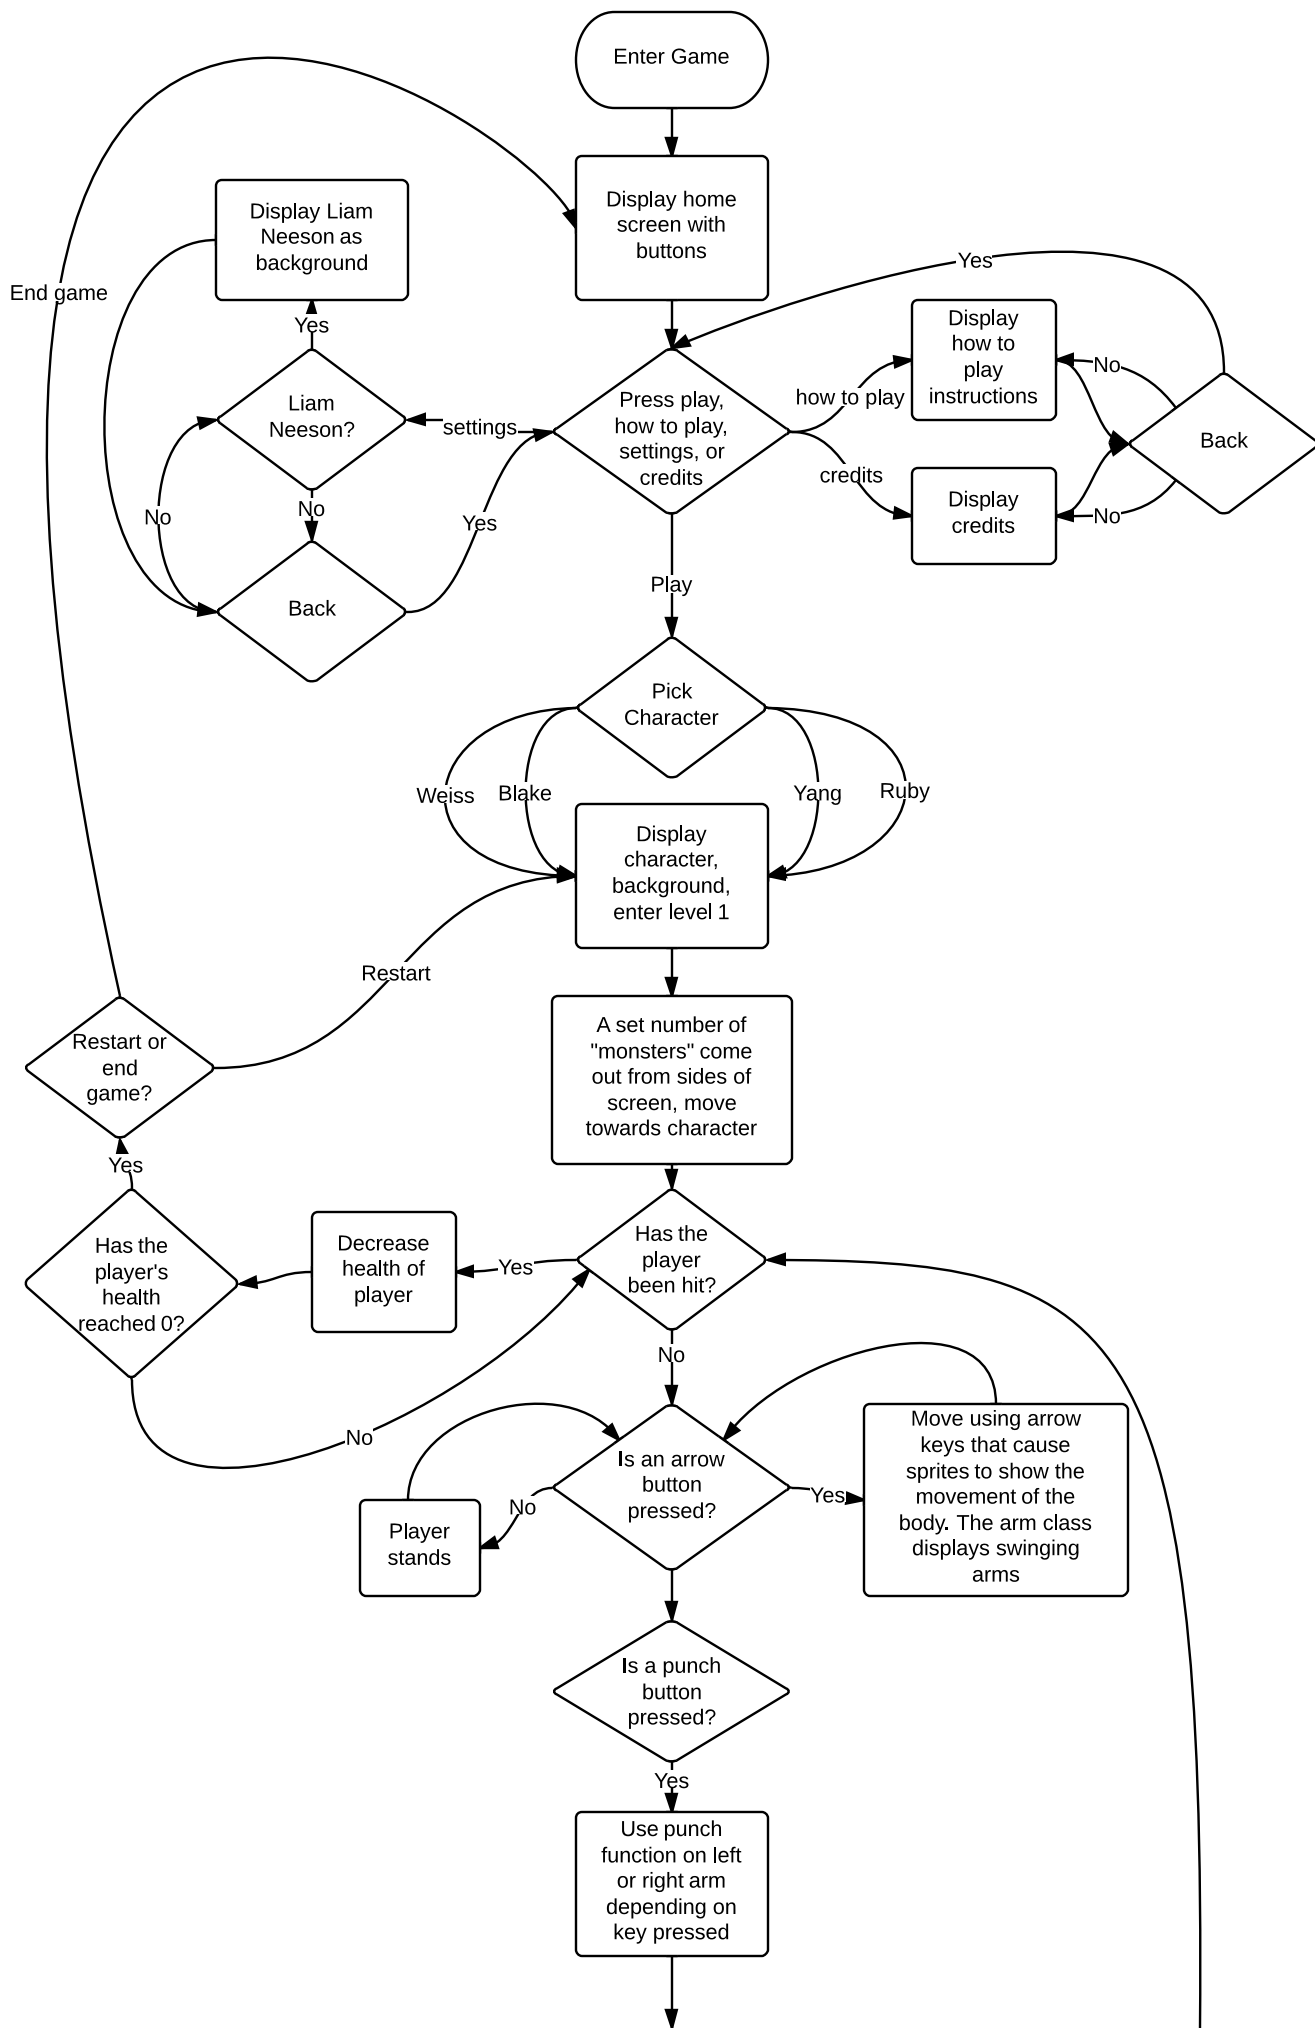 Enter Game
Display home
screen with
buttons
Display Liam
Neeson as
background
End game
Yes
Yes
Display
how to
play
instructions
No
Liam
Neeson?
settings
Press play,
how to play,
settings, or
credits
how to play
Back
credits
Display
credits
No
No
No
Yes
Back
Play
Pick
Character
Weiss
Blake
Yang
Ruby
Display
character,
background,
enter level 1
Restart
Restart or
end
game?
A set number of
"monsters" come
out from sides of
screen, move
towards character
Yes
Has the
player's
health
reached 0?
Decrease
health of
player
Yes
Has the
player
been hit?
No
No
Is an arrow
button
pressed?
No
Player
stands
Yes
Move using arrow
keys that cause
sprites to show the
movement of the
body. The arm class
displays swinging
arms
Is a punch
button
pressed?
Yes
Use punch
function on left
or right arm
depending on
key pressed